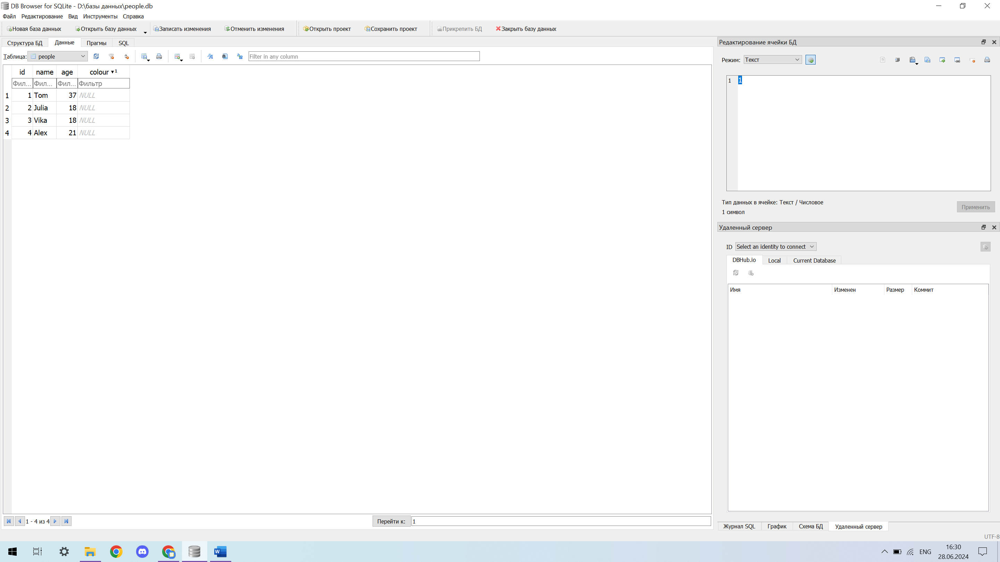 DB Browser for SQLite - D:\базы данных\people.db
Файл Редактирование Вид Инструменты Справка
Новая база данных Открыть базу данных Записать изменения Отменить изменения Открыть проект Сохранить проект Прикрепить БД Закрыть базу данных
Структура БД Данные Прагмы SQL
Таблица: people Filter in any column
id name age colour 1
Фил... Фил... Фил... Фильтр
1 1 Tom 37 NULL
2 2 Julia 18 NULL
3 3 Vika 18 NULL
4 4 Alex 21 NULL
1 - 4 из 4 Перейти к: 1
Редактирование ячейки БД
Режим: Текст
1 1
Тип данных в ячейке: Текст / Числовое
1 символ
Применить
Удаленный сервер
ID Select an identity to connect
DBHub.io Local Current Database
Имя Изменен Размер Коммит
Журнал SQL График Схема БД Удаленный сервер
UTF-8
W ENG 16:30
28.06.2024